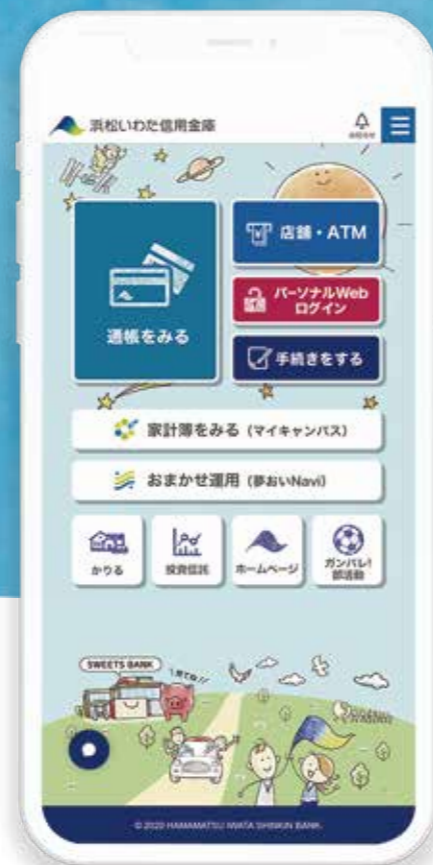 浜松いわた信用金庫
お知らせ
通帳をみる
店舗・ATM
パーソナルWeb
ログイン
手続きをする
家計簿をみる（マイキャンバス）
おまかせ運用（夢おいNavi）
かりる
投資信託
ホームページ
ガンバレ！
部活動
SWEETS BANK
© 2020 HAMAMATSU IWATA SHINKIN BANK.